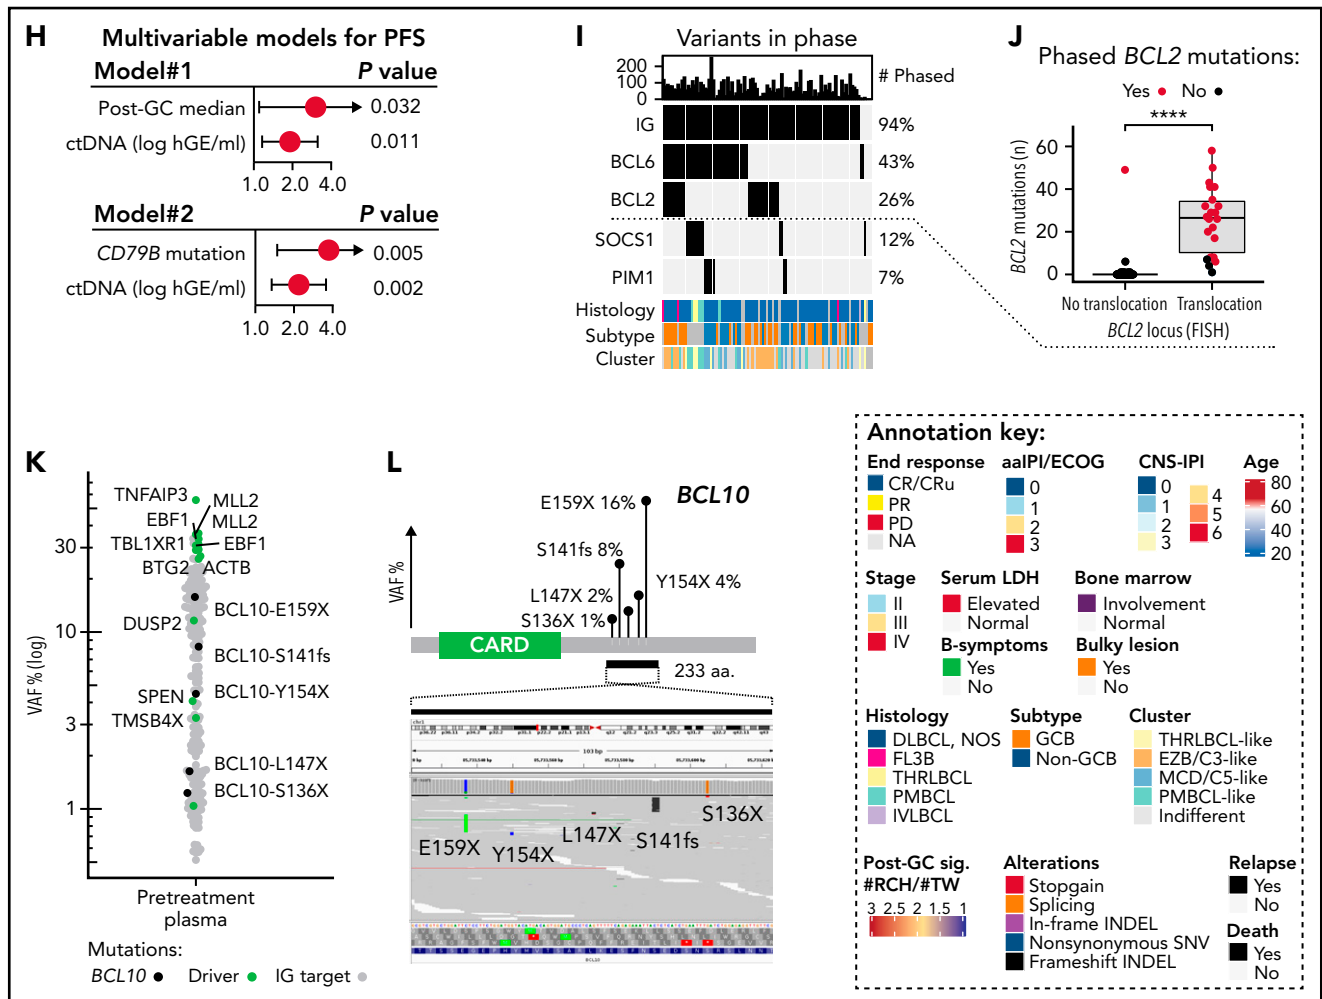 H Multivariable models for PFS
Model#1 P value
Post-GC median 0.032
ctDNA (log hGE/ml) 0.011
1.0 2.0 4.0
Model#2 P value
CD79B mutation 0.005
ctDNA (log hGE/ml) 0.002
1.0 2.0 4.0
I Variants in phase
200
100
0
# Phased
IG 94%
BCL6 43%
BCL2 26%
SOCS1 12%
PIM1 7%
Histology
Subtype
Cluster
J Phased BCL2 mutations:
Yes No
****
BCL2 mutations (n)
60
40
20
0
No translocation Translocation
BCL2 locus (FISH)
K
VAF % (log)
30
10
3
1
TNFAIP3 MLL2
EBF1 MLL2
TBL1XR1 EBF1
BTG2 ACTB
BCL10-E159X
DUSP2
BCL10-S141fs
BCL10-Y154X
SPEN
TMSB4X
BCL10-L147X
BCL10-S136X
Pretreatment
plasma
Mutations:
BCL10 Driver IG target
L
BCL10
VAF %
E159X 16%
S141fs 8%
Y154X 4%
L147X 2%
S136X 1%
CARD
233 aa.
103 bp
E159X
Y154X
L147X
S141fs
S136X
BCL10
Annotation key:
End response
CR/CRu
PR
PD
NA
aaIPI/ECOG
0
1
2
3
CNS-IPI
0
1
2
3
4
5
6
Age
80
60
40
20
Stage
II
III
IV
Serum LDH
Elevated
Normal
Bone marrow
Involvement
Normal
B-symptoms
Yes
No
Bulky lesion
Yes
No
Histology
DLBCL, NOS
FL3B
THRLBCL
PMBCL
IVLBCL
Subtype
GCB
Non-GCB
Cluster
THRLBCL-like
EZB/C3-like
MCD/C5-like
PMBCL-like
Indifferent
Post-GC sig.
#RCH/#TW
3 2.5 2 1.5 1
Alterations
Stopgain
Splicing
In-frame INDEL
Nonsynonymous SNV
Frameshift INDEL
Relapse
Yes
No
Death
Yes
No